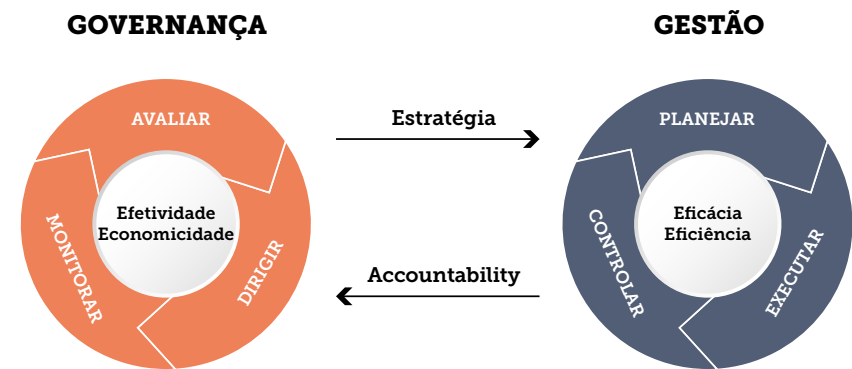 GOVERNANÇA
GESTÃO
AVALIAR
DIRIGIR
MONITORAR
Efetividade
Economicidade
Estratégia
Accountability
PLANEJAR
EXECUTAR
CONTROLAR
Eficácia
Eficiência